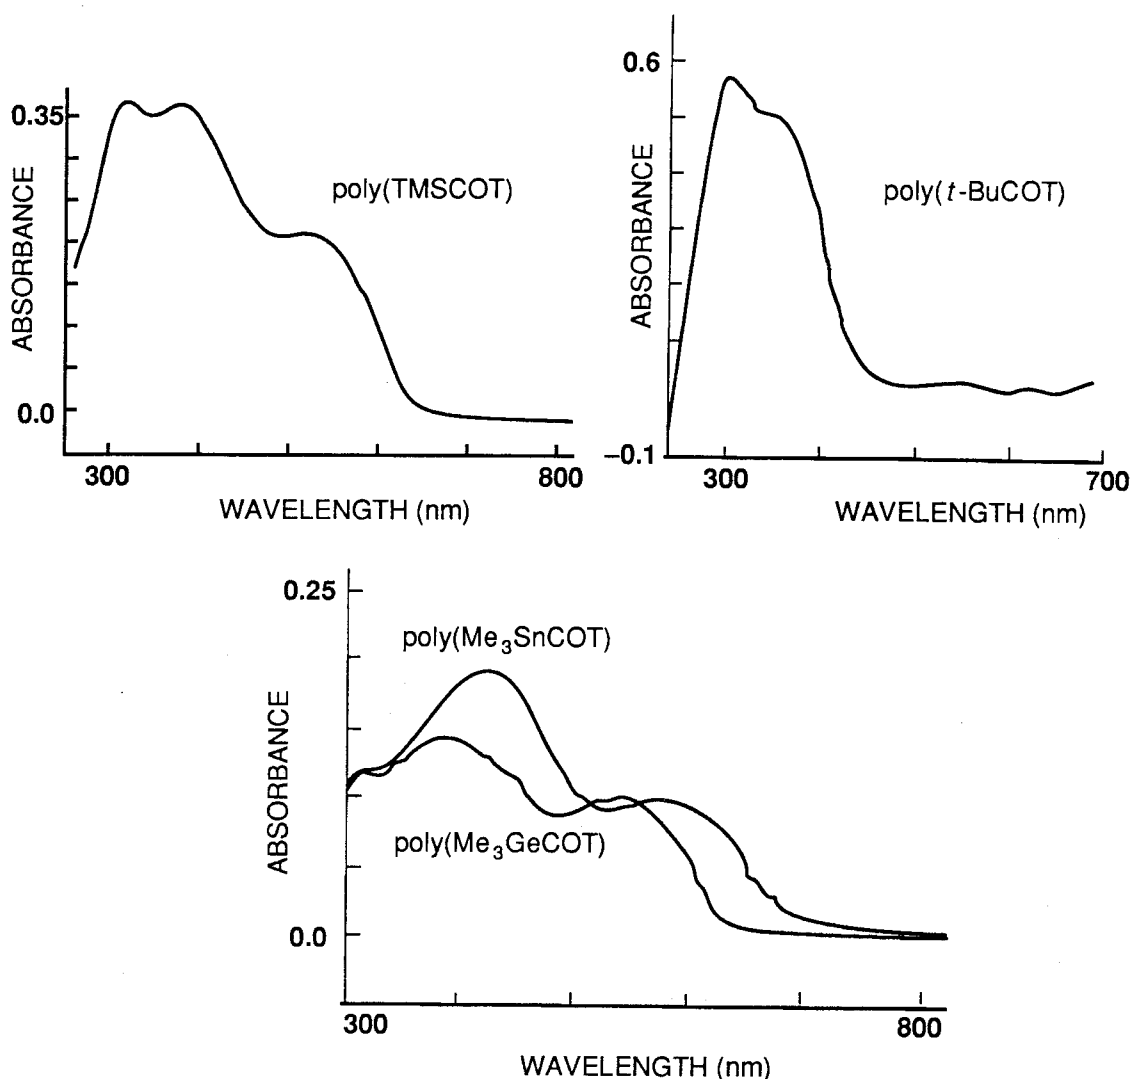 0.35
ABSORBANCE
poly(TMSCOT)
0.0
300
800
WAVELENGTH (nm)
0.6
ABSORBANCE
poly(t-BuCOT)
–0.1
300
700
WAVELENGTH (nm)
0.25
poly(Me3SnCOT)
ABSORBANCE
poly(Me3GeCOT)
0.0
300
800
WAVELENGTH (nm)